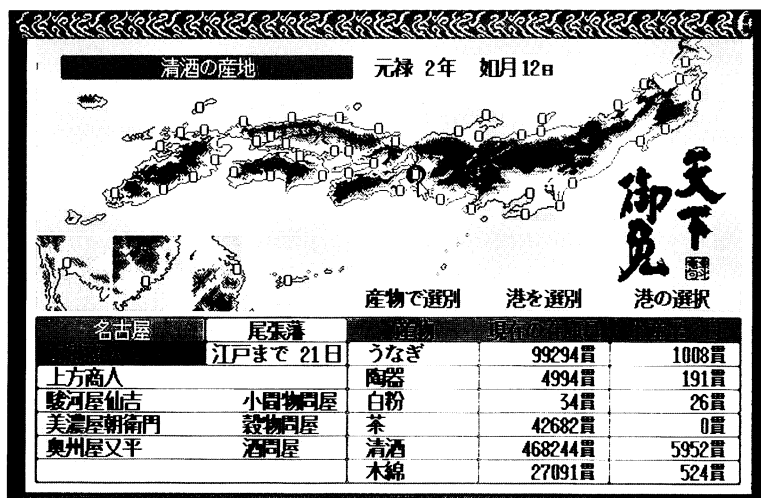 清酒の産地
元禄 2年 如月12日
天下
御免
産物で選別 港を選別 港の選択
名古屋 尾張藩 産物
江戸まで 21日 うなぎ 99294貫 1008貫
上方商人 陶器 4994貫 191貫
駿河屋仙吉 小間物問屋 白粉 34貫 26貫
美濃屋朝衛門 穀物問屋 茶 42682貫 0貫
奥州屋又平 酒問屋 清酒 468244貫 5952貫
木綿 27091貫 524貫